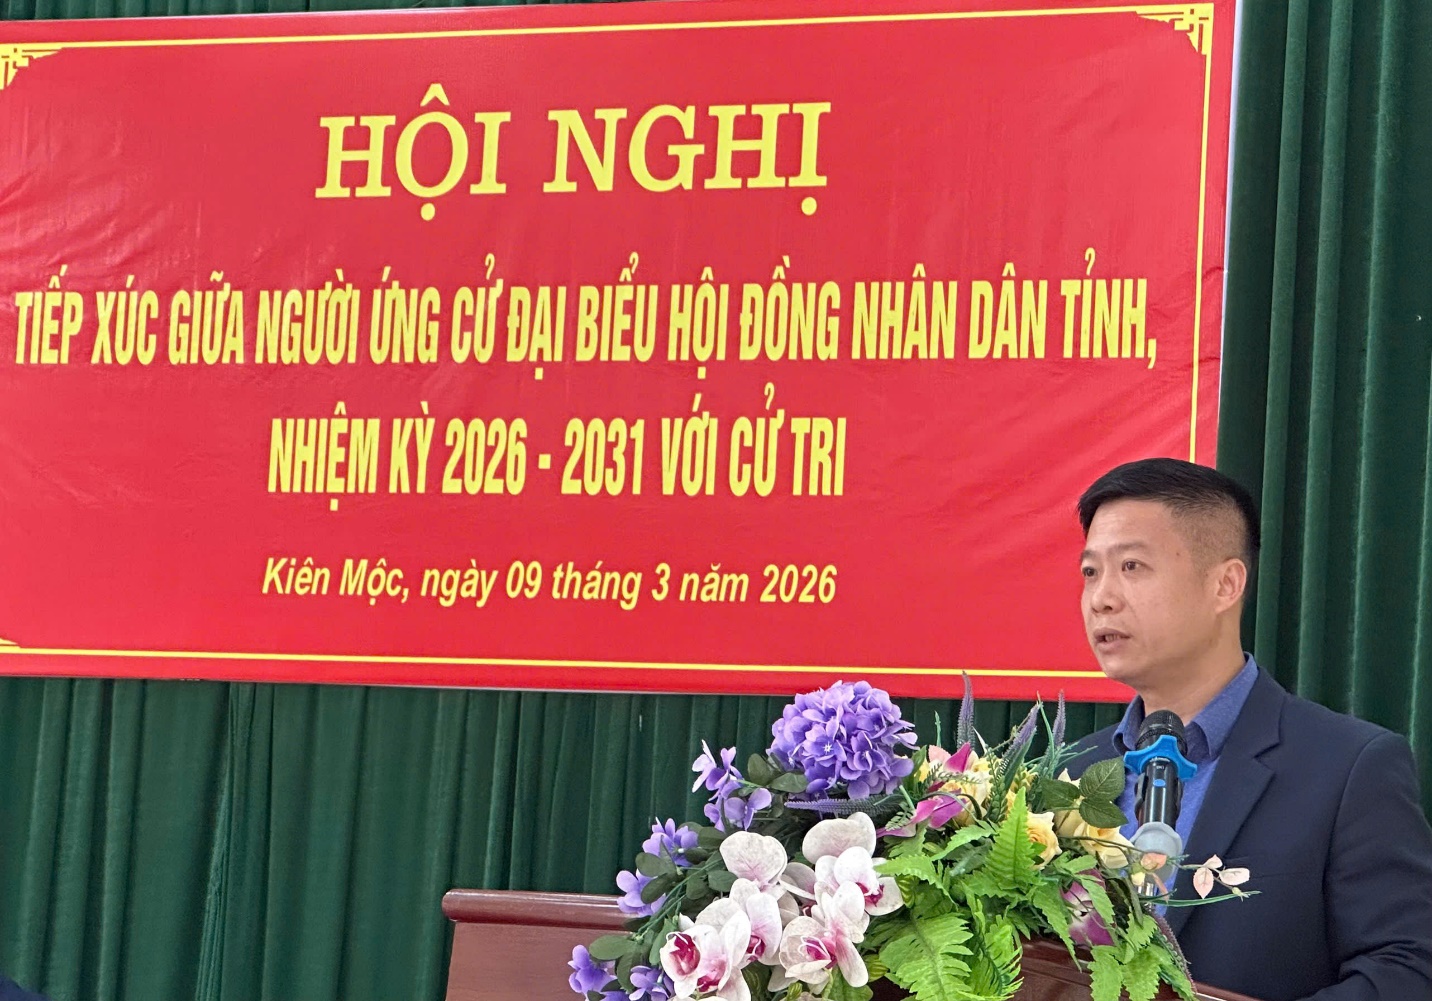 HỘI NGHỊ
TIẾP XÚC GIỮA NGƯỜI ỨNG CỬ ĐẠI BIỂU HỘI ĐỒNG NHÂN DÂN TỈNH,
NHIỆM KỲ 2026 - 2031 VỚI CỬ TRI
Kiên Mộc, ngày 09 tháng 3 năm 2026